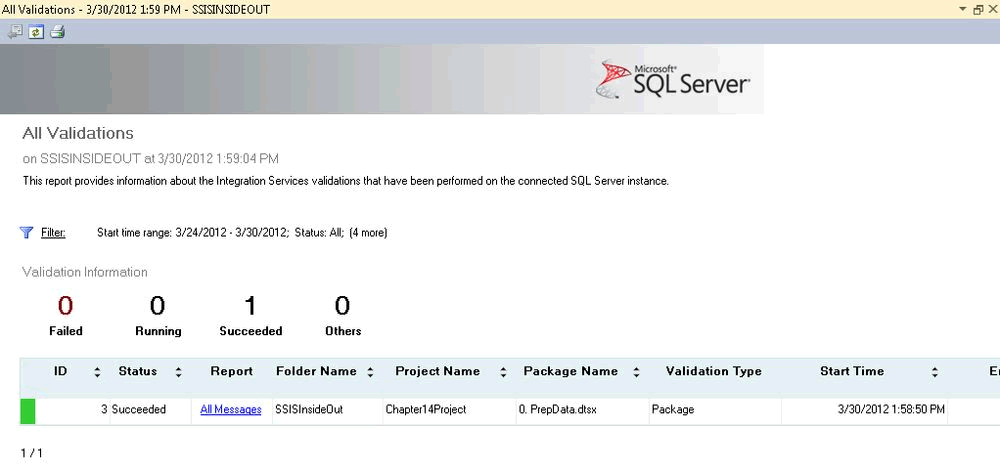 All Validations - 3/30/2012 1:59 PM - SSISINSIDEOUT
Microsoft®
SQL Server®
All Validations
on SSISINSIDEOUT at 3/30/2012 1:59:04 PM
This report provides information about the Integration Services validations that have been performed on the connected SQL Server instance.
Filter: Start time range: 3/24/2012 - 3/30/2012; Status: All; (4 more)
Validation Information
0 0 1 0
Failed Running Succeeded Others
ID Status Report Folder Name Project Name Package Name Validation Type Start Time
3 Succeeded All Messages SSISInsideOut Chapter14Project 0. PrepData.dtsx Package 3/30/2012 1:58:50 PM
1 / 1